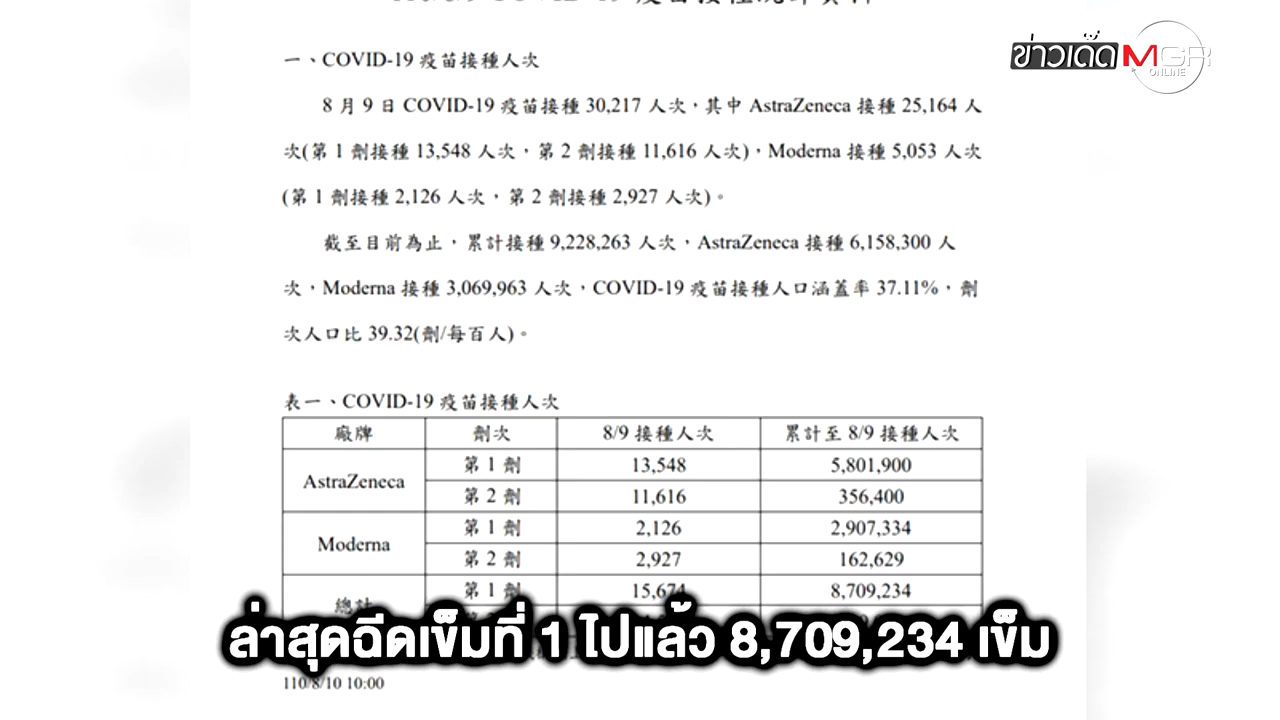 ข่าวเด็ด MGR
ONLINE
一、COVID-19 疫苗接種人次
8 月 9 日 COVID-19 疫苗接種 30,217 人次，其中 AstraZeneca 接種 25,164 人
次(第 1 劑接種 13,548 人次，第 2 劑接種 11,616 人次)，Moderna 接種 5,053 人次
(第 1 劑接種 2,126 人次，第 2 劑接種 2,927 人次)。
截至目前為止，累計接種 9,228,263 人次，AstraZeneca 接種 6,158,300 人
次，Moderna 接種 3,069,963 人次，COVID-19 疫苗接種人口涵蓋率 37.11%，劑
次人口比 39.32(劑/每百人)。
表一、COVID-19 疫苗接種人次
廠牌 劑次 8/9 接種人次 累計至 8/9 接種人次
AstraZeneca 第 1 劑 13,548 5,801,900
第 2 劑 11,616 356,400
Moderna 第 1 劑 2,126 2,907,334
第 2 劑 2,927 162,629
總計 第 1 劑 15,674 8,709,234
ล่าสุดฉีดเข็มที่ 1 ไปแล้ว 8,709,234 เข็ม
110/8/10 10:00